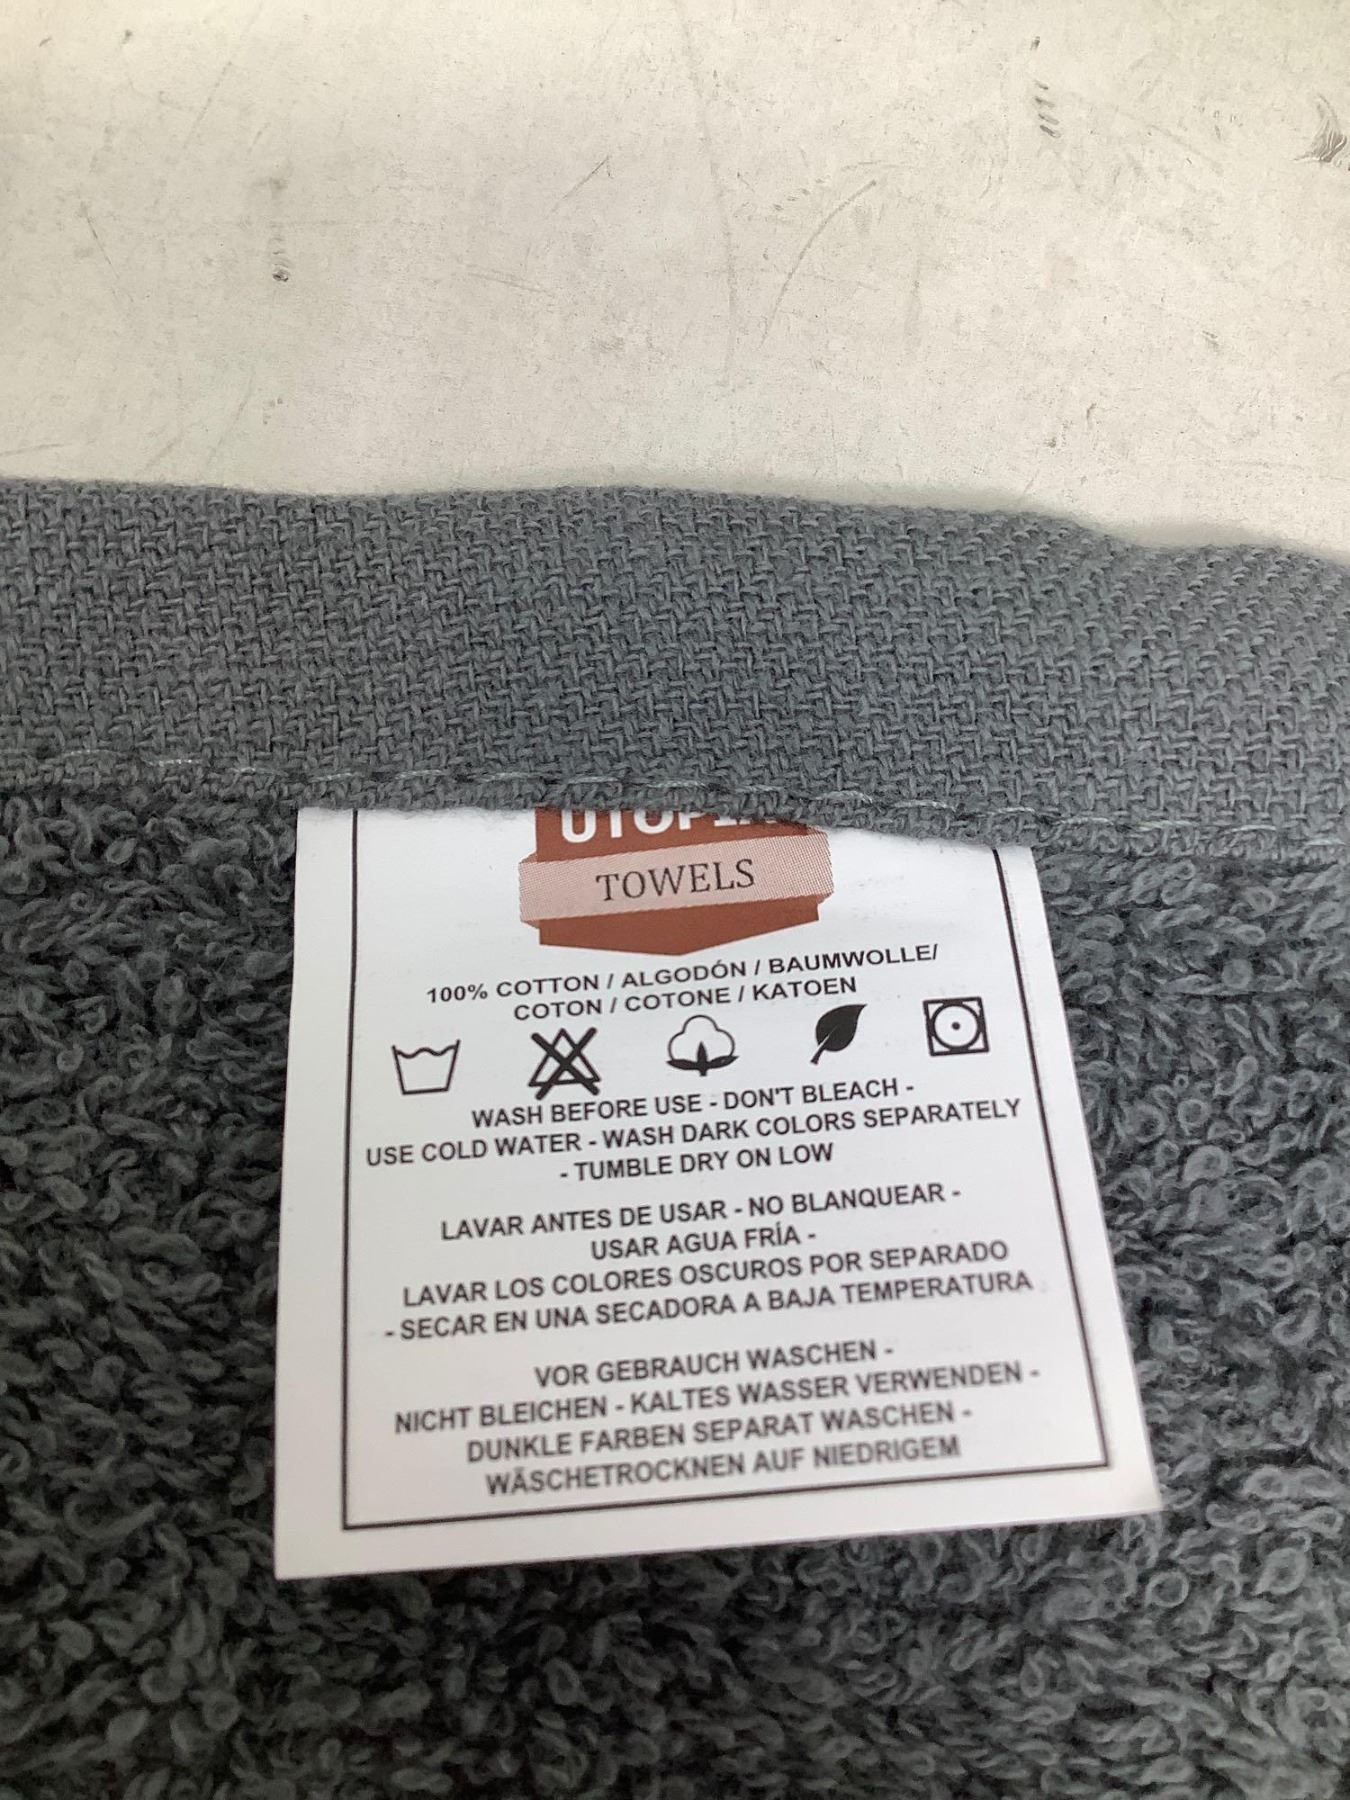 UTOPIA
TOWELS
100% COTTON / ALGODÓN / BAUMWOLLE/
COTON / COTONE / KATOEN
WASH BEFORE USE - DON'T BLEACH -
USE COLD WATER - WASH DARK COLORS SEPARATELY
- TUMBLE DRY ON LOW
LAVAR ANTES DE USAR - NO BLANQUEAR -
USAR AGUA FRÍA -
LAVAR LOS COLORES OSCUROS POR SEPARADO
- SECAR EN UNA SECADORA A BAJA TEMPERATURA
VOR GEBRAUCH WASCHEN -
NICHT BLEICHEN - KALTES WASSER VERWENDEN -
DUNKLE FARBEN SEPARAT WASCHEN -
WÄSCHETROCKNEN AUF NIEDRIGEM